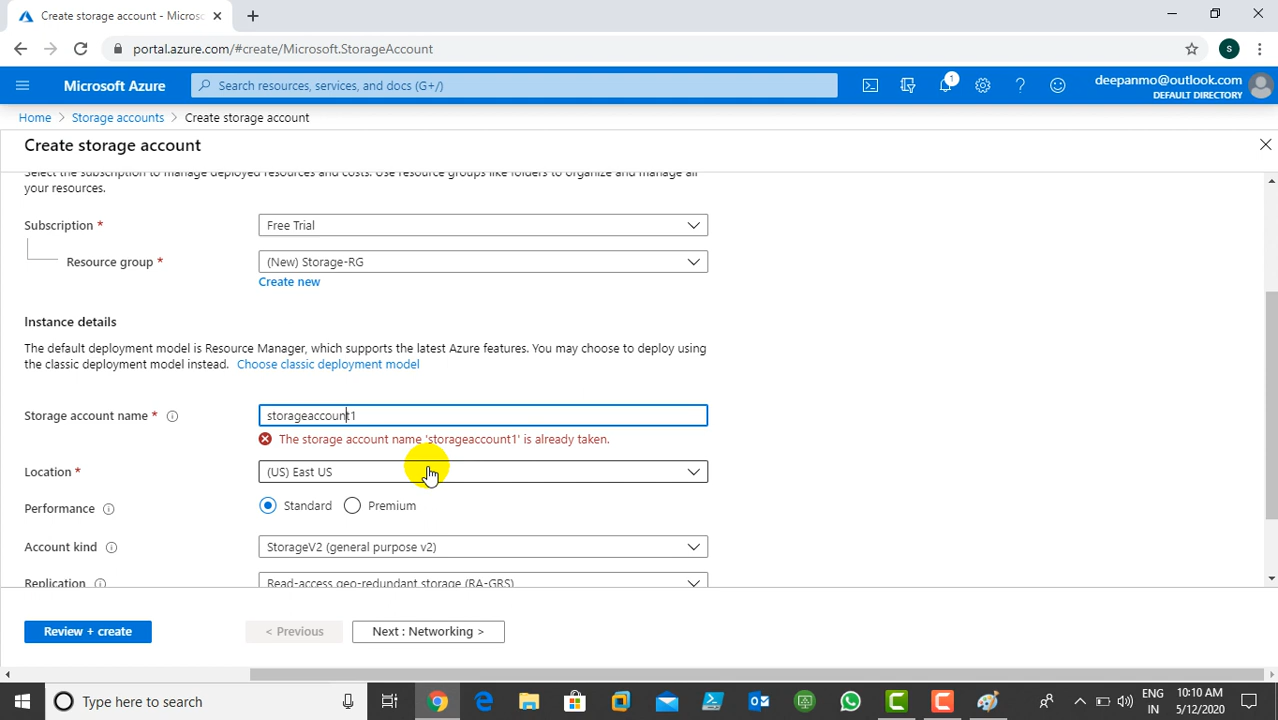 Create storage account - Micros
portal.azure.com/#create/Microsoft.StorageAccount
S
Microsoft Azure
Search resources, services, and docs (G+/)
1
deepanmo@outlook.com
DEFAULT DIRECTORY
Home > Storage accounts > Create storage account
Create storage account
Select the subscription to manage deployed resources and costs. Use resource groups like folders to organize and manage all
your resources.
Subscription *
Free Trial
Resource group *
(New) Storage-RG
Create new
Instance details
The default deployment model is Resource Manager, which supports the latest Azure features. You may choose to deploy using
the classic deployment model instead. Choose classic deployment model
Storage account name *
storageaccount1
The storage account name 'storageaccount1' is already taken.
Location *
(US) East US
Performance
Standard
Premium
Account kind
StorageV2 (general purpose v2)
Replication
Read-access geo-redundant storage (RA-GRS)
Review + create
< Previous
Next : Networking >
Type here to search
ENG
IN
10:10 AM
5/12/2020